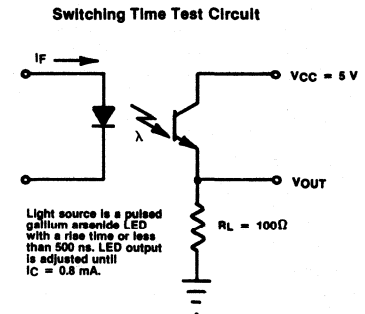 Switching Time Test Circuit
IF
VCC = 5 V
λ
VOUT
Light source is a pulsed
gallium arsenide LED
with a rise time or less
than 500 ns. LED output
is adjusted until
IC = 0.8 mA.
RL = 100Ω